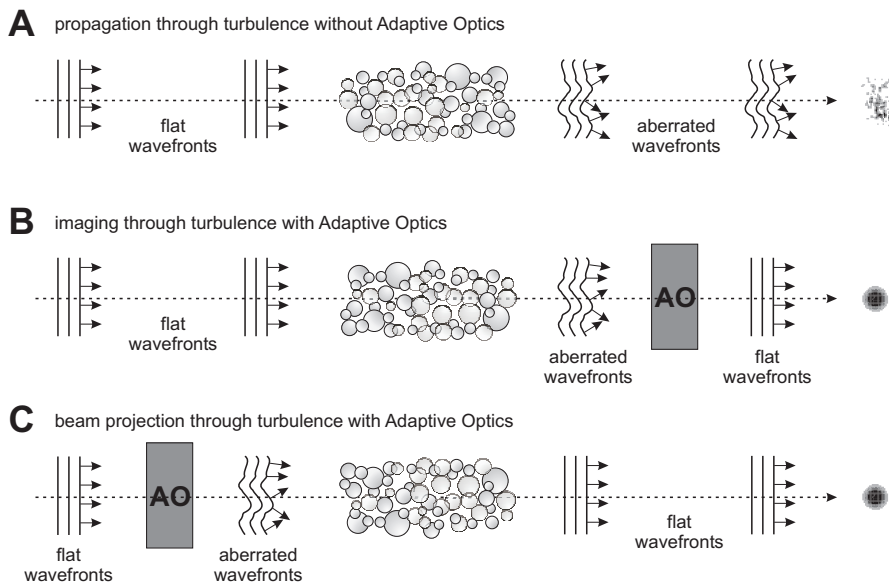 A propagation through turbulence without Adaptive Optics
flat
wavefronts
aberrated
wavefronts
B imaging through turbulence with Adaptive Optics
AO
flat
wavefronts
aberrated
wavefronts
flat
wavefronts
C beam projection through turbulence with Adaptive Optics
AO
flat
wavefronts
aberrated
wavefronts
flat
wavefronts